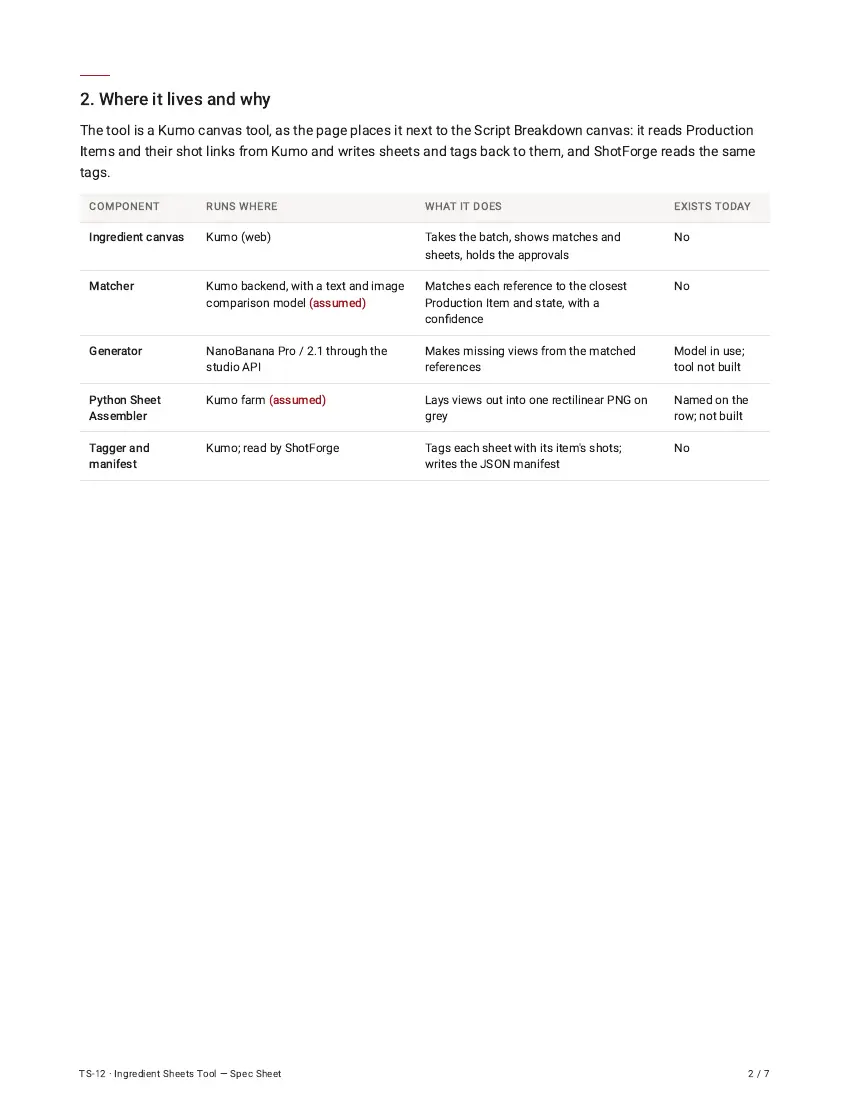 2. Where it lives and why
The tool is a Kumo canvas tool, as the page places it next to the Script Breakdown canvas: it reads Production
Items and their shot links from Kumo and writes sheets and tags back to them, and ShotForge reads the same
tags.
COMPONENT RUNS WHERE WHAT IT DOES EXISTS TODAY
Ingredient canvas Kumo (web) Takes the batch, shows matches and No
sheets, holds the approvals
Matcher Kumo backend, with a text and image Matches each reference to the closest No
comparison model (assumed) Production Item and state, with a
confidence
Generator NanoBanana Pro / 2.1 through the Makes missing views from the matched Model in use;
studio API references tool not built
Python Sheet Kumo farm (assumed) Lays views out into one rectilinear PNG on Named on the
Assembler grey row; not built
Tagger and Kumo; read by ShotForge Tags each sheet with its item's shots; No
manifest writes the JSON manifest
TS-12 · Ingredient Sheets Tool — Spec Sheet 2 / 7